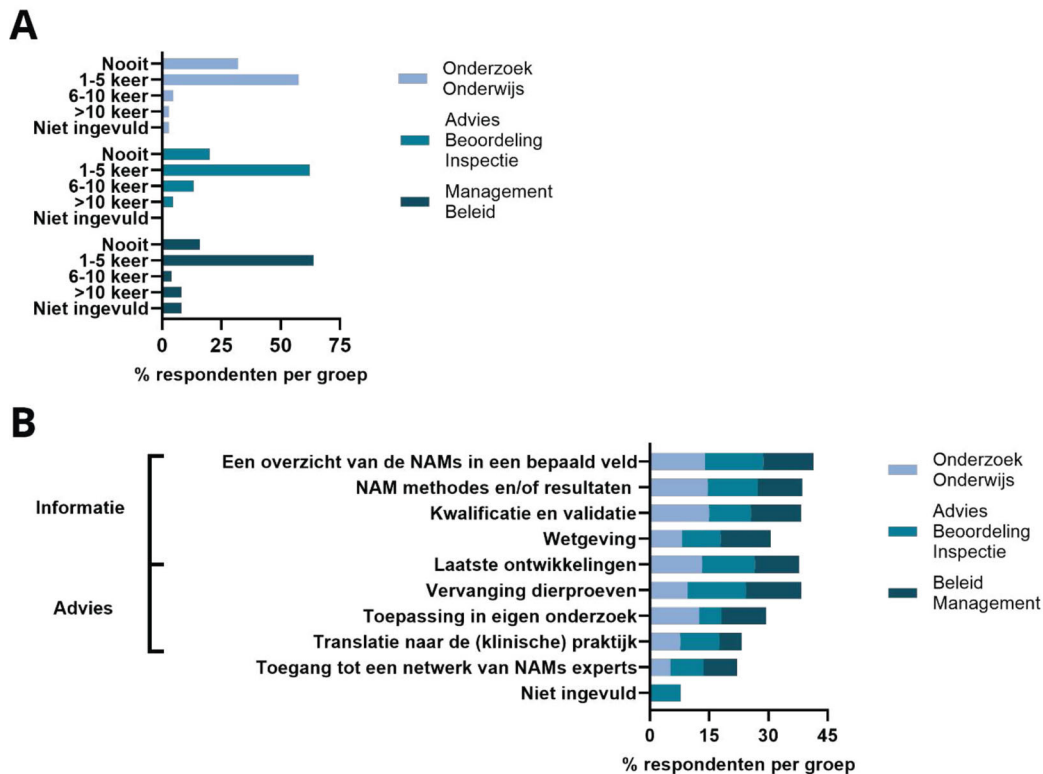 A
Nooit
1-5 keer
6-10 keer
>10 keer
Niet ingevuld
Nooit
1-5 keer
6-10 keer
>10 keer
Niet ingevuld
Nooit
1-5 keer
6-10 keer
>10 keer
Niet ingevuld
0 25 50 75
% respondenten per groep
Onderzoek
Onderwijs
Advies
Beoordeling
Inspectie
Management
Beleid
B
Informatie
Advies
Een overzicht van de NAMs in een bepaald veld
NAM methodes en/of resultaten
Kwalificatie en validatie
Wetgeving
Laatste ontwikkelingen
Vervanging dierproeven
Toepassing in eigen onderzoek
Translatie naar de (klinische) praktijk
Toegang tot een netwerk van NAMs experts
Niet ingevuld
0 15 30 45
% respondenten per groep
Onderzoek
Onderwijs
Advies
Beoordeling
Inspectie
Beleid
Management